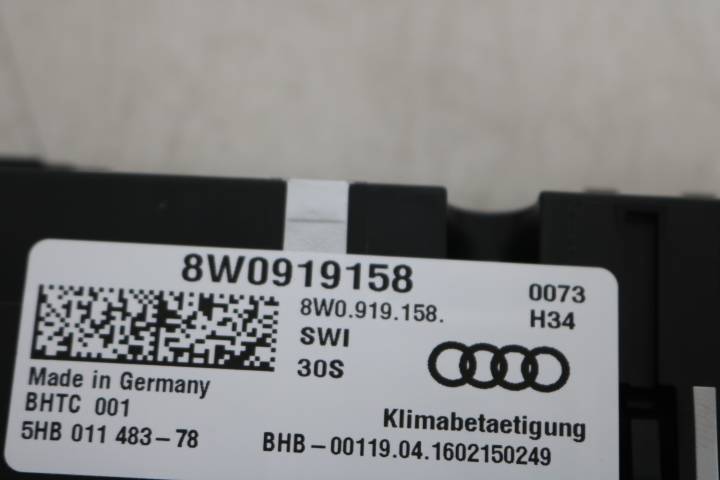 8W0919158
8W0.919.158.
0073
SWI
H34
30S
Made in Germany
BHTC 001
Klimabetaetigung
5HB 011 483-78
BHB-00119.04.1602150249